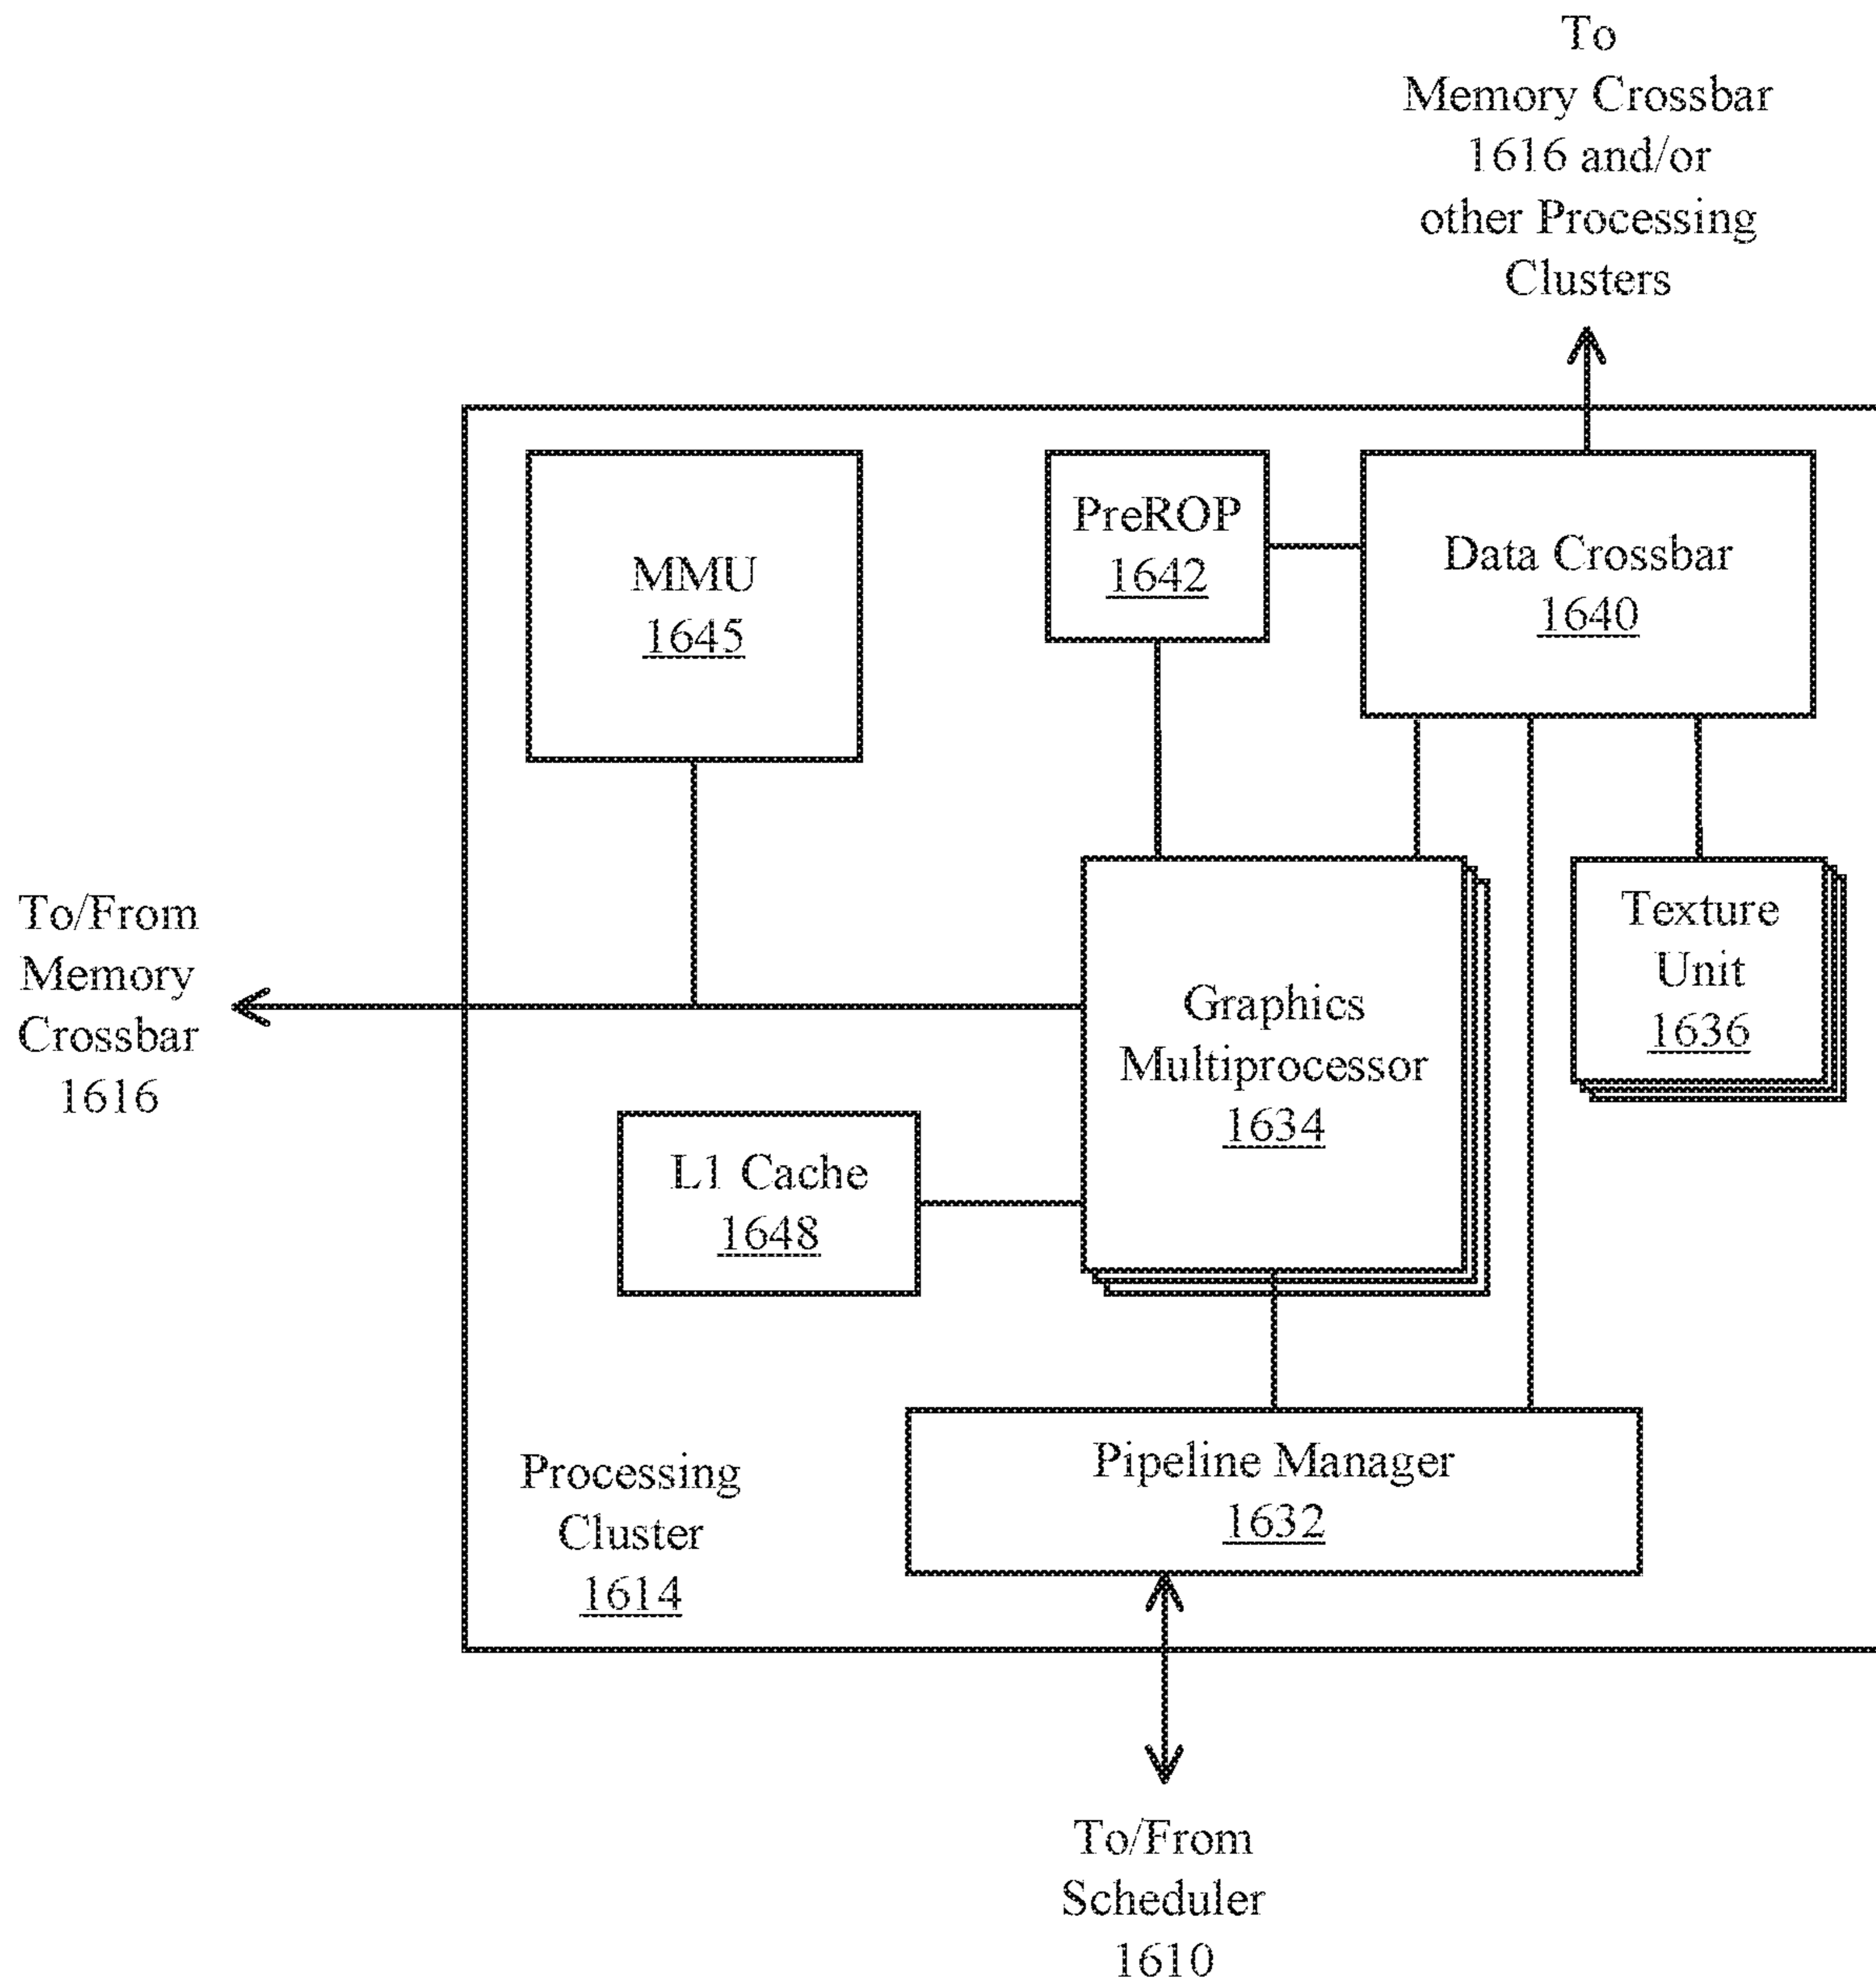 To
Memory Crossbar
1616 and/or
other Processing
Clusters
MMU
1645
PreROP
1642
Data Crossbar
1640
To/From
Memory
Crossbar
1616
Graphics
Multiprocessor
1634
Texture
Unit
1636
L1 Cache
1648
Processing
Cluster
1614
Pipeline Manager
1632
To/From
Scheduler
1610